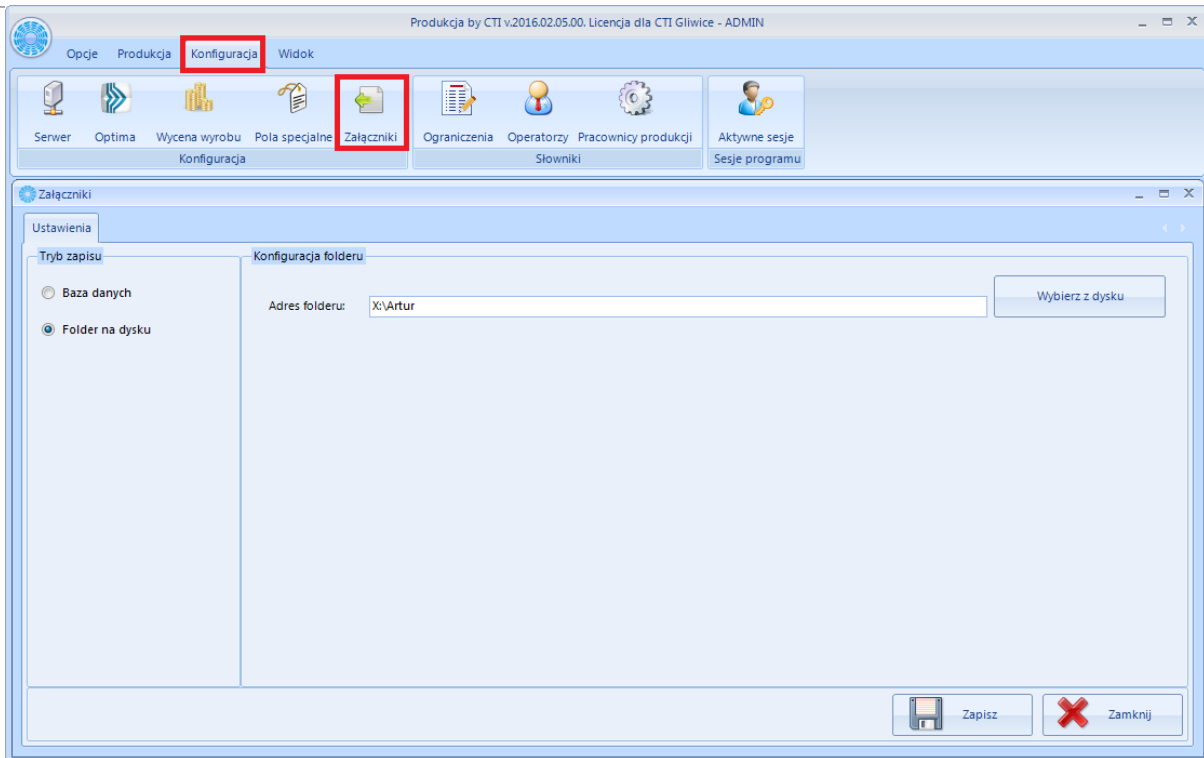 Produkcja by CTI v.2016.02.05.00. Licencja dla CTI Gliwice - ADMIN
Opcje Produkcja Konfiguracja Widok
Serwer Optima Wycena wyrobu Pola specjalne Załączniki Ograniczenia Operatorzy Pracownicy produkcji Aktywne sesje
Konfiguracja Słowniki Sesje programu
Załączniki
Ustawienia
Tryb zapisu Konfiguracja folderu
Baza danych
Adres folderu: X:\Artur Wybierz z dysku
Folder na dysku
Zapisz Zamknij